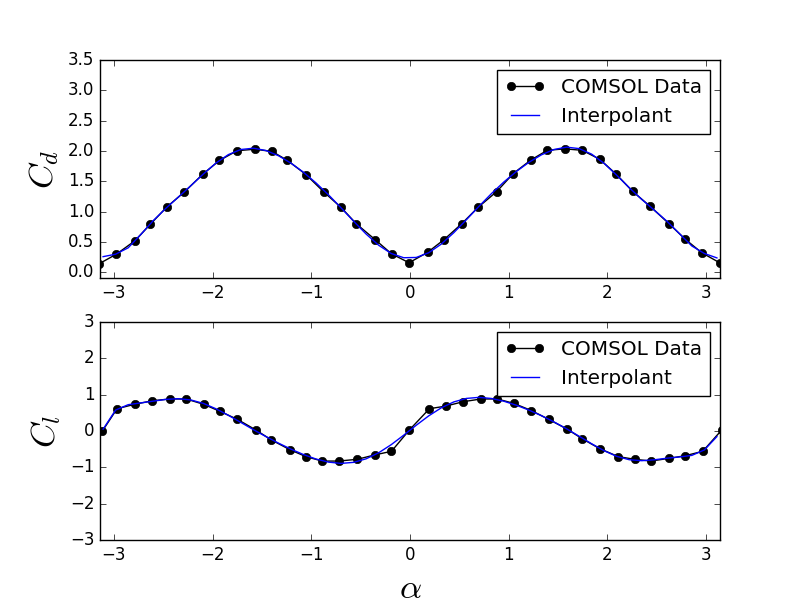 3.5
3.0
2.5
2.0
1.5
1.0
0.5
0.0
C_d
COMSOL Data
Interpolant
−3 −2 −1 0 1 2 3
3
2
1
0
−1
−2
−3
C_l
COMSOL Data
Interpolant
−3 −2 −1 0 1 2 3
α